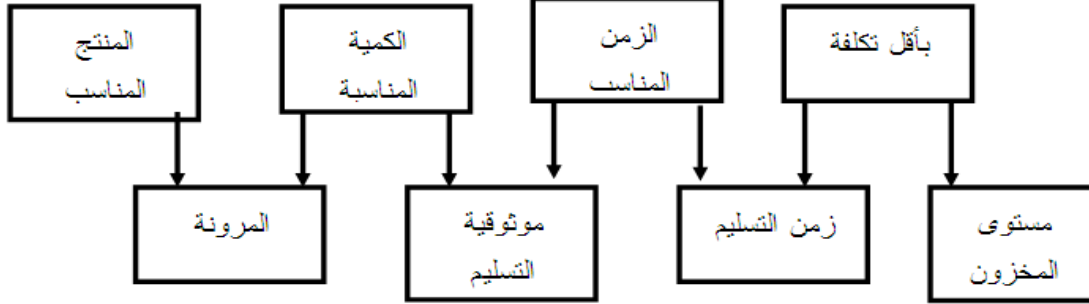 المنتج
المناسب
الكمية
المناسبة
الزمن
المناسب
بأقل تكلفة
المرونة
موثوقية
التسليم
زمن التسليم
مستوى
المخزون